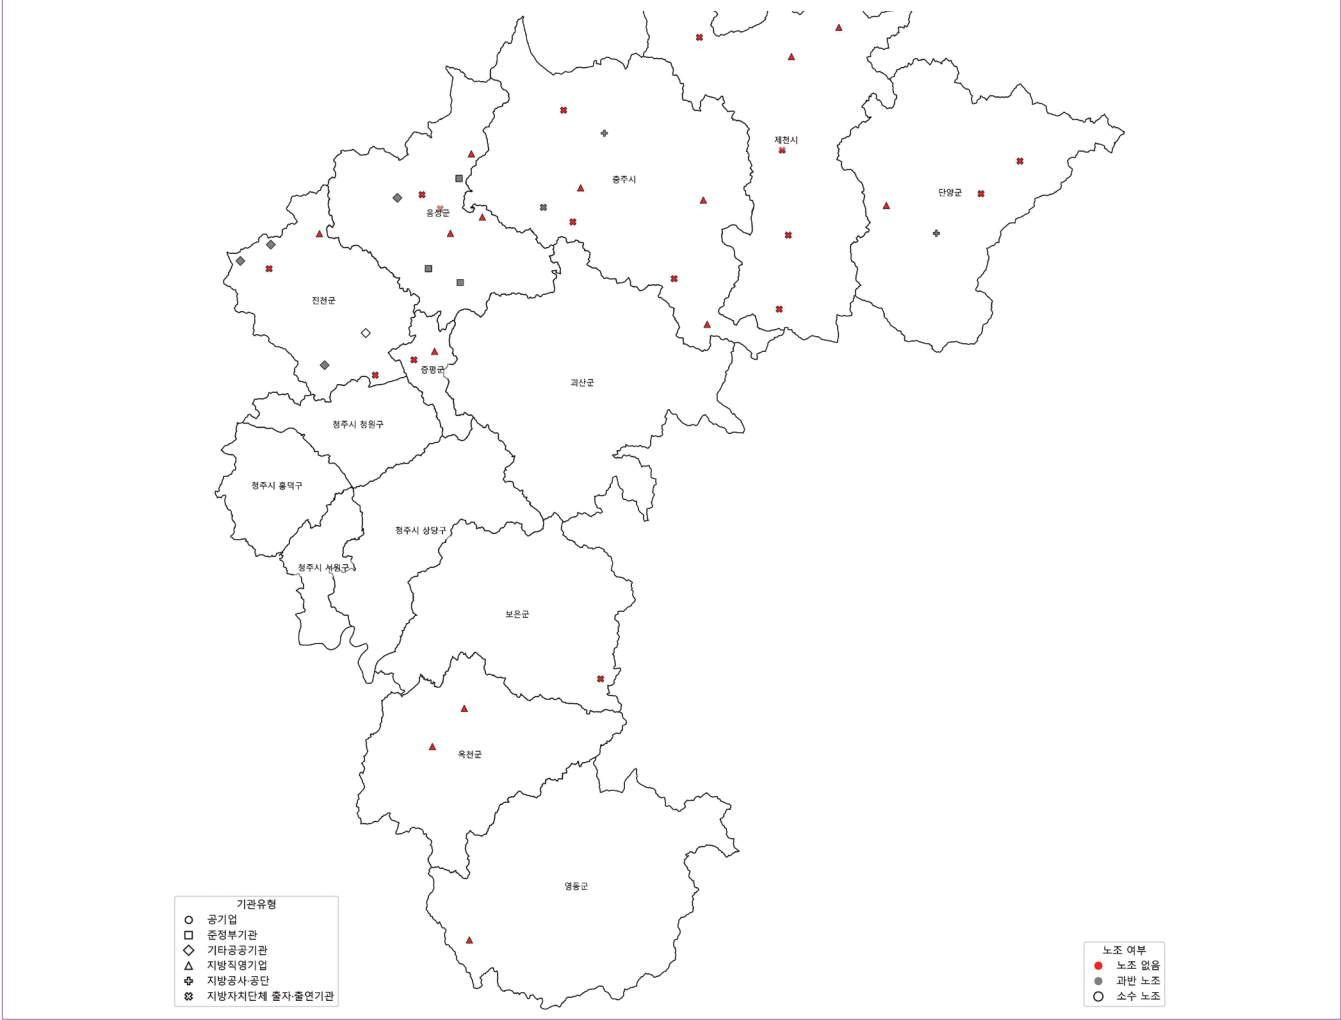 제천시
충주시
단양군
음성군
진천군
증평군
괴산군
청주시 청원구
청주시 흥덕구
청주시 상당구
청주시 서원구
보은군
옥천군
영동군
기관유형
공기업
준정부기관
기타공공기관
지방직영기업
지방공사·공단
지방자치단체 출자·출연기관
노조 여부
노조 없음
과반 노조
소수 노조